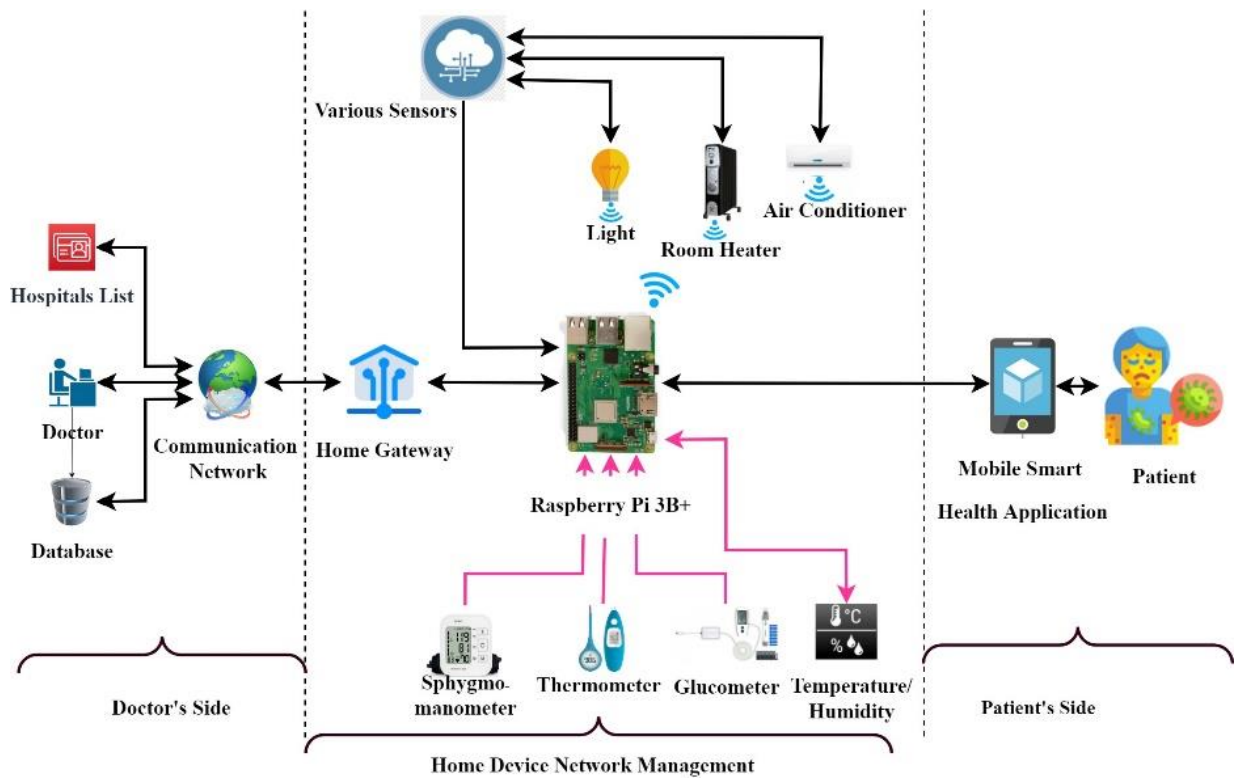 Various Sensors
Light
Room Heater
Air Conditioner
Hospitals List
Doctor
Database
Communication
Network
Home Gateway
Raspberry Pi 3B+
Mobile Smart
Health Application
Patient
°C
%
Sphygmo-
manometer
Thermometer
Glucometer
Temperature/
Humidity
Doctor's Side
Home Device Network Management
Patient's Side